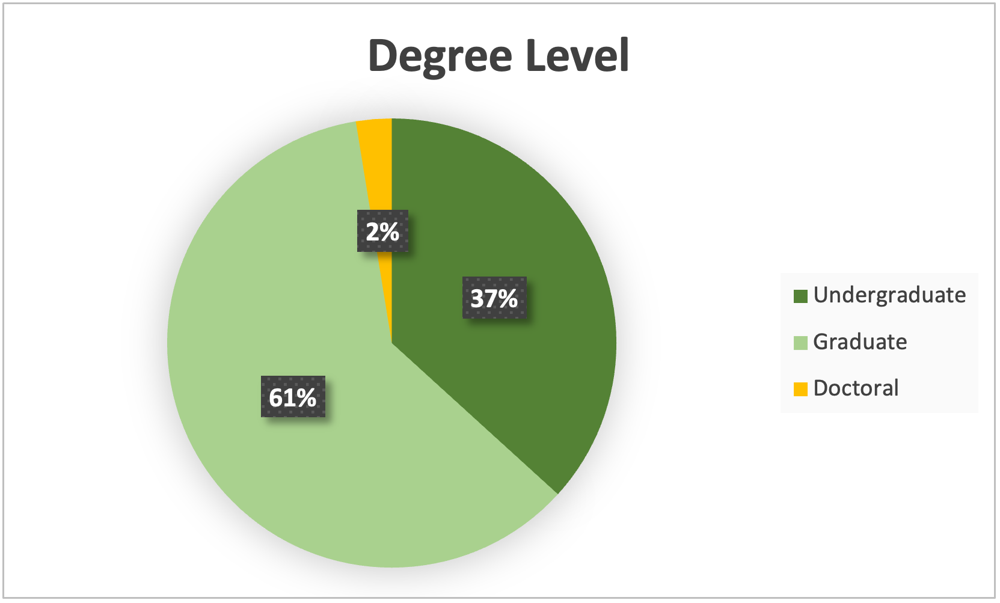 Degree Level
2%
37%
61%
Undergraduate
Graduate
Doctoral